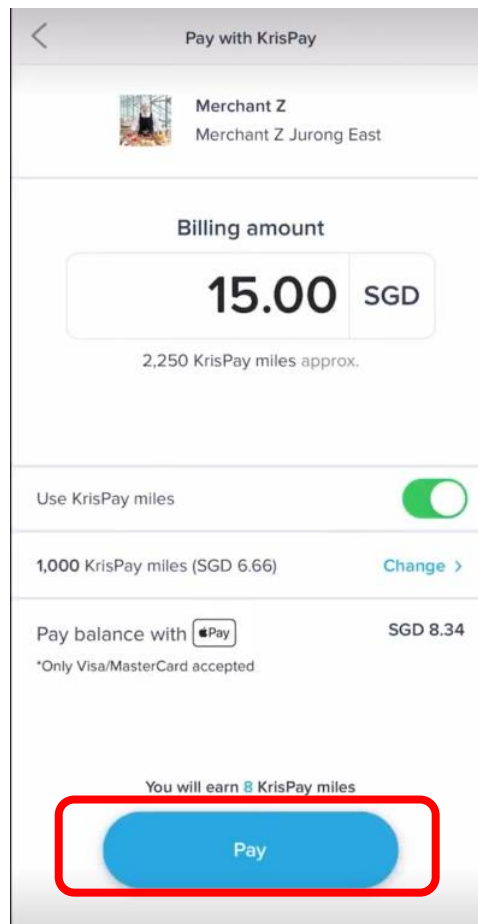 Pay with KrisPay
Merchant Z
Merchant Z Jurong East
Billing amount
15.00 SGD
2,250 KrisPay miles approx.
Use KrisPay miles
1,000 KrisPay miles (SGD 6.66) Change >
Pay balance with Pay SGD 8.34
*Only Visa/MasterCard accepted
You will earn 8 KrisPay miles
Pay